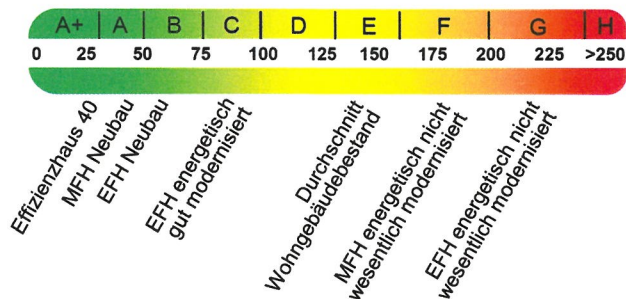 A+ A B C D E F G H
0 25 50 75 100 125 150 175 200 225 >250
Effizienzhaus 40
MFH Neubau
EFH Neubau
EFH energetisch
gut modernisiert
Durchschnitt
Wohngebäudebestand
MFH energetisch nicht
wesentlich modernisiert
EFH energetisch nicht
wesentlich modernisiert